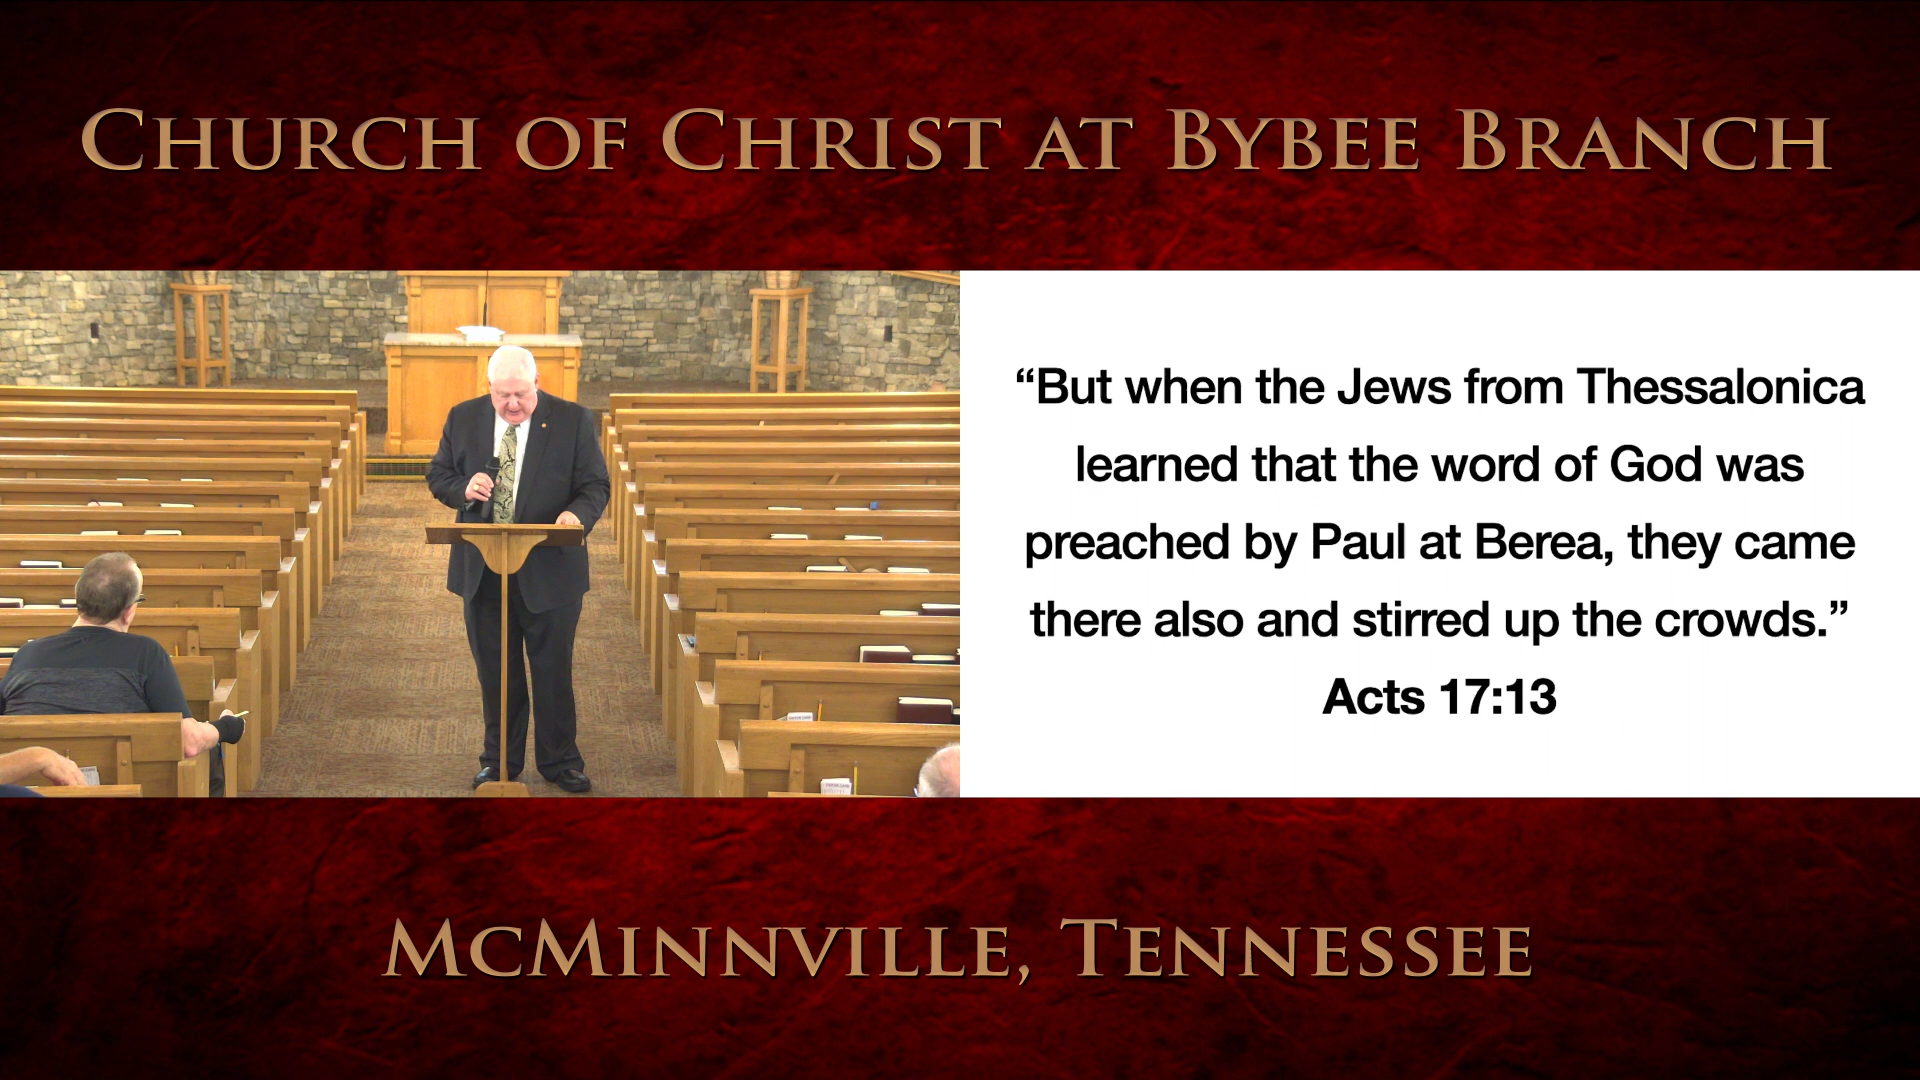 CHURCH OF CHRIST AT BYBEE BRANCH
“But when the Jews from Thessalonica
learned that the word of God was
preached by Paul at Berea, they came
there also and stirred up the crowds.”
Acts 17:13
MCMINNVILLE, TENNESSEE